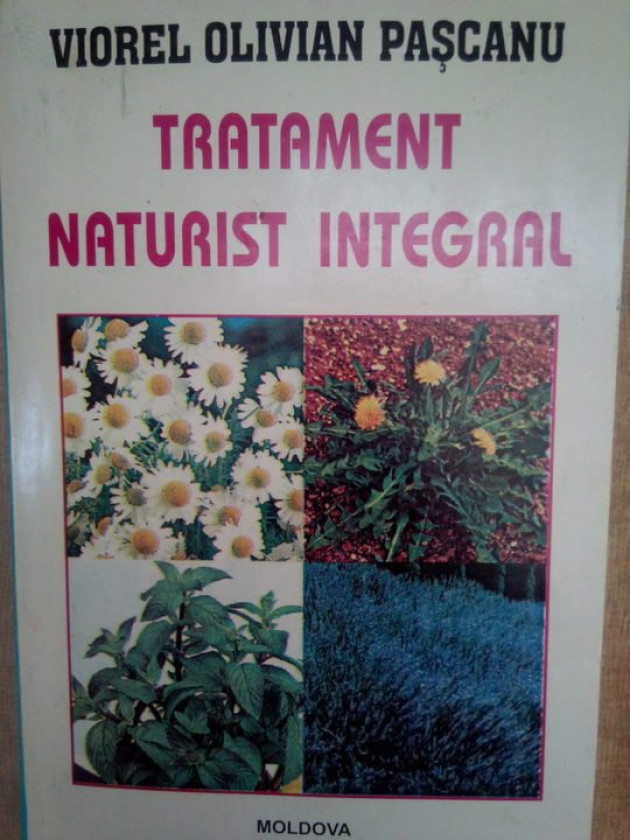 VIOREL OLIVIAN PAŞCANU
TRATAMENT
NATURIST INTEGRAL
MOLDOVA